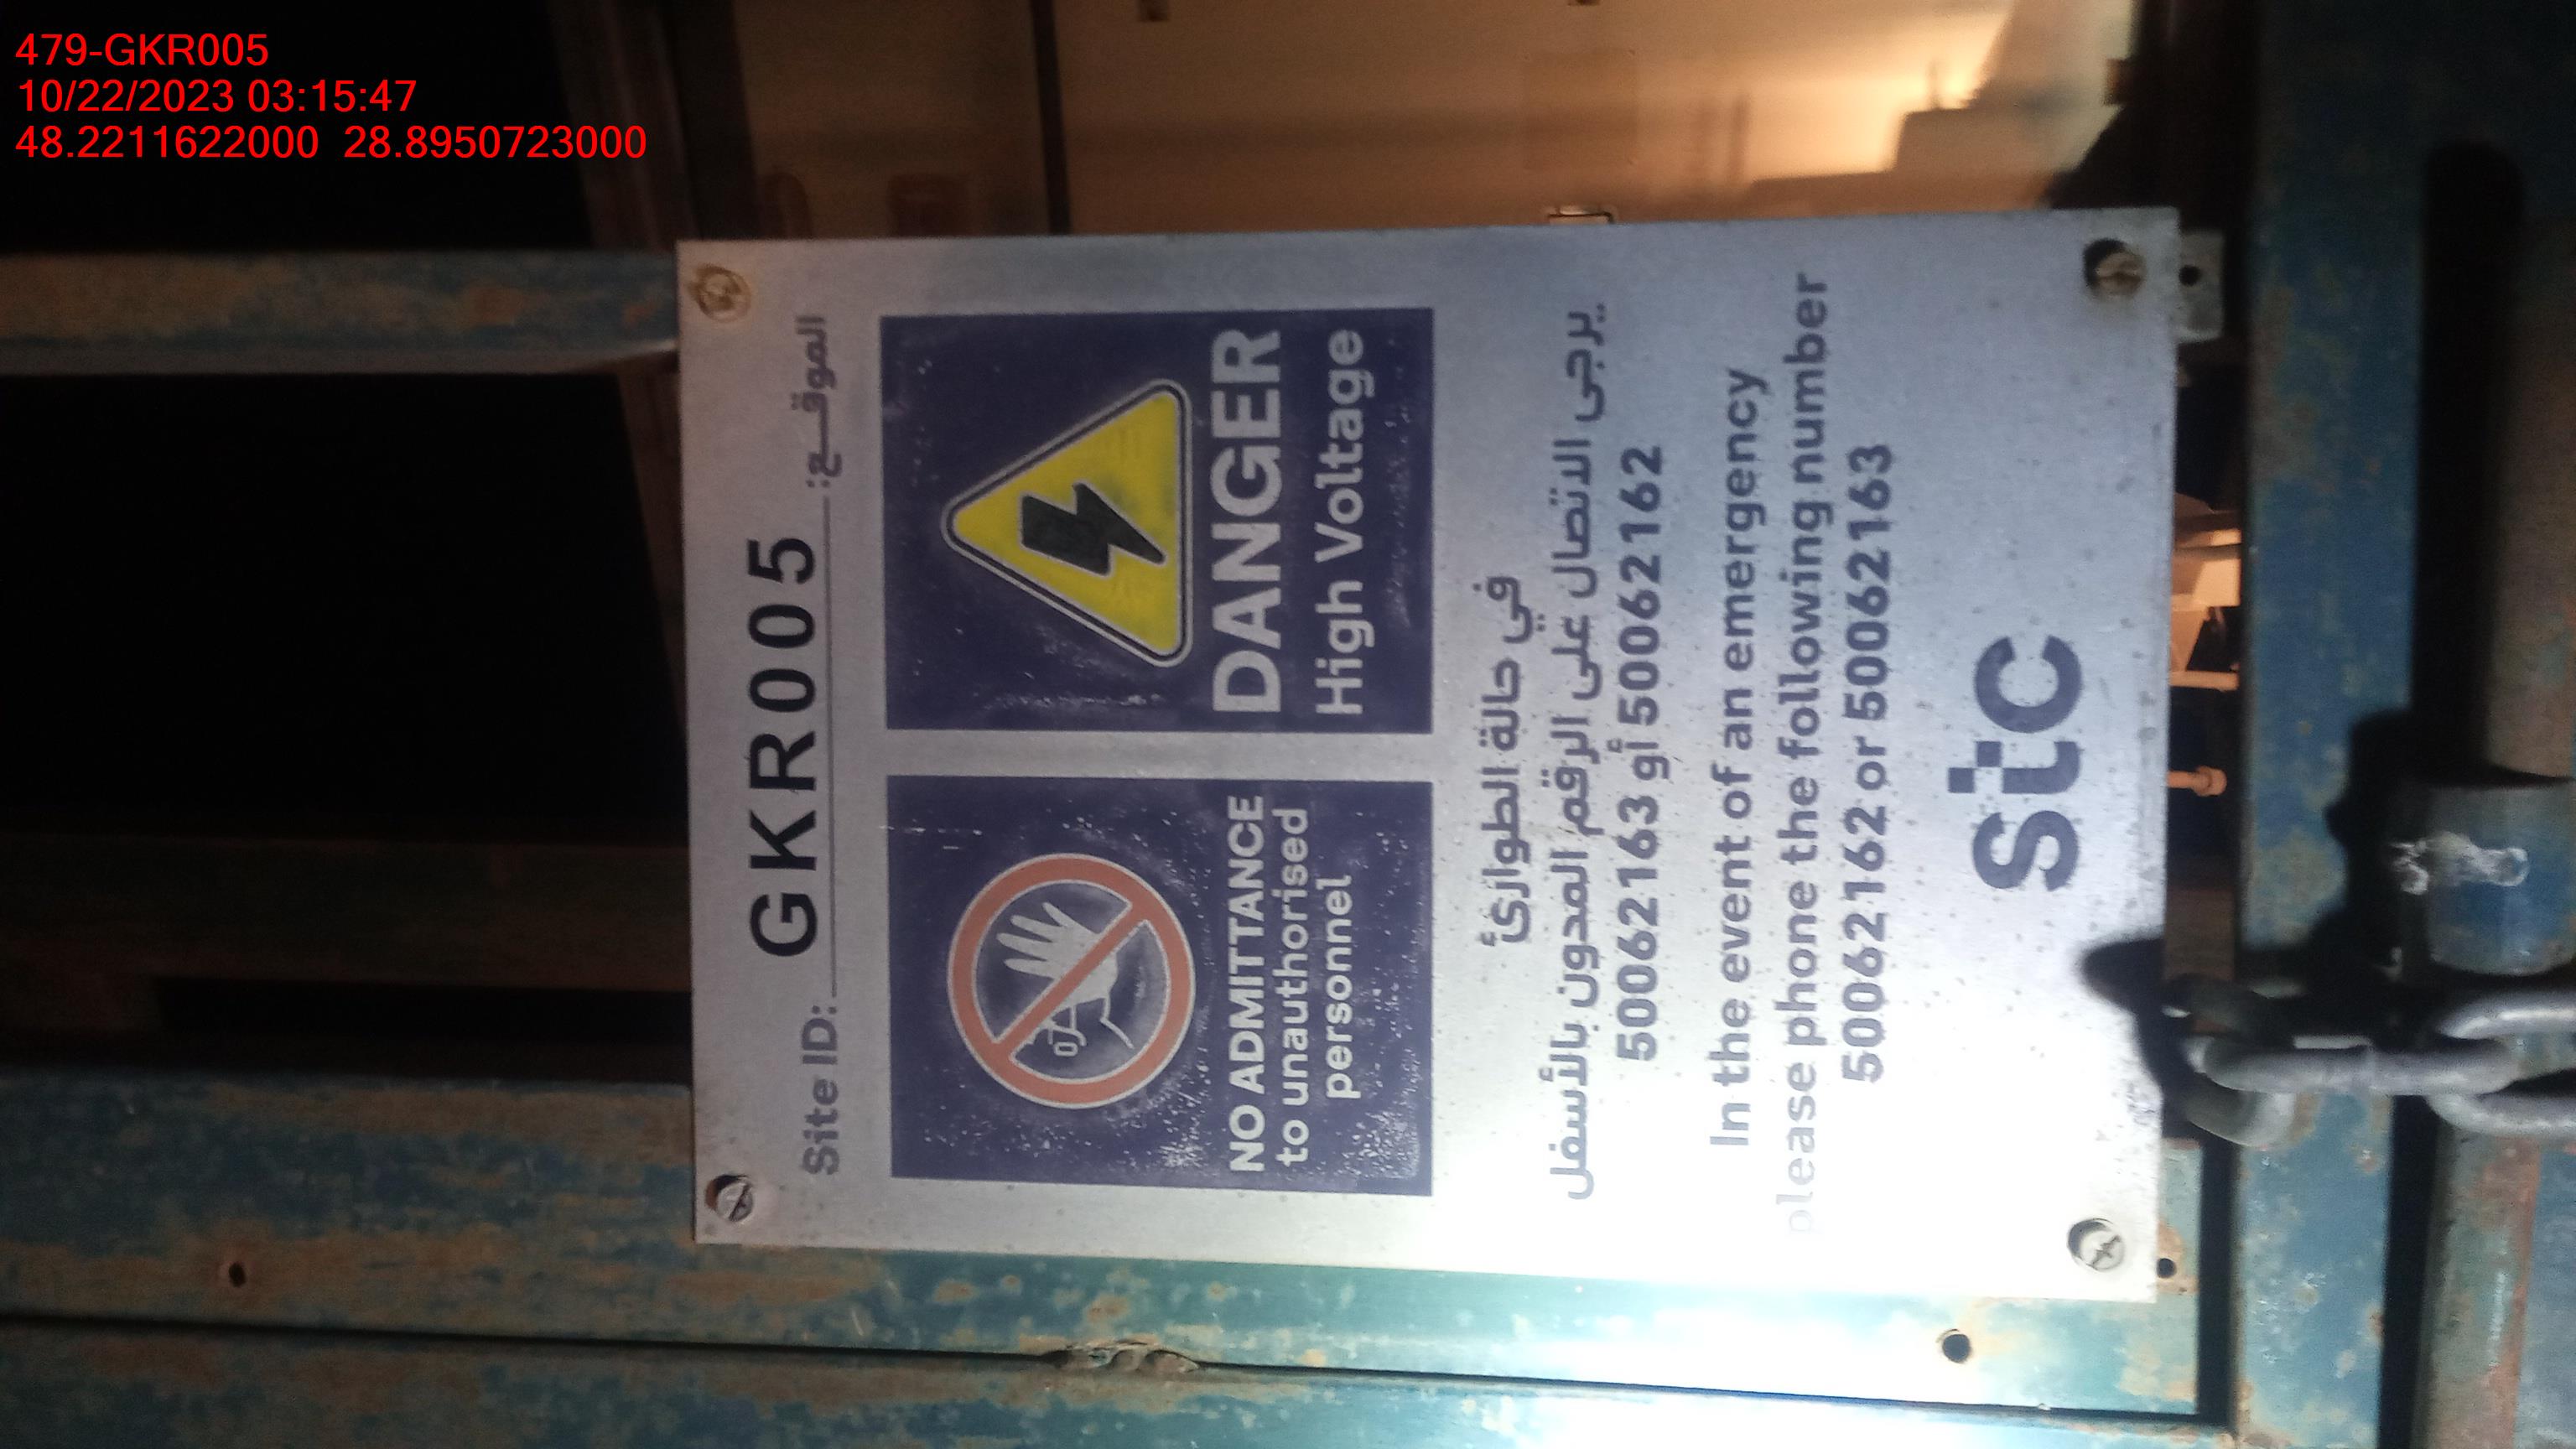 479-GKR005
10/22/2023 03:15:47
48.2211622000 28.8950723000
Site ID: GKR005 الموقـــع:
NO ADMITTANCE
to unauthorised
personnel
DANGER
High Voltage
في حالة الطوارئ
يرجى الاتصال على الرقم المدون بالأسفل
50062163 أو 50062162
In the event of an emergency
please phone the following number
50062162 or 50062163
stc